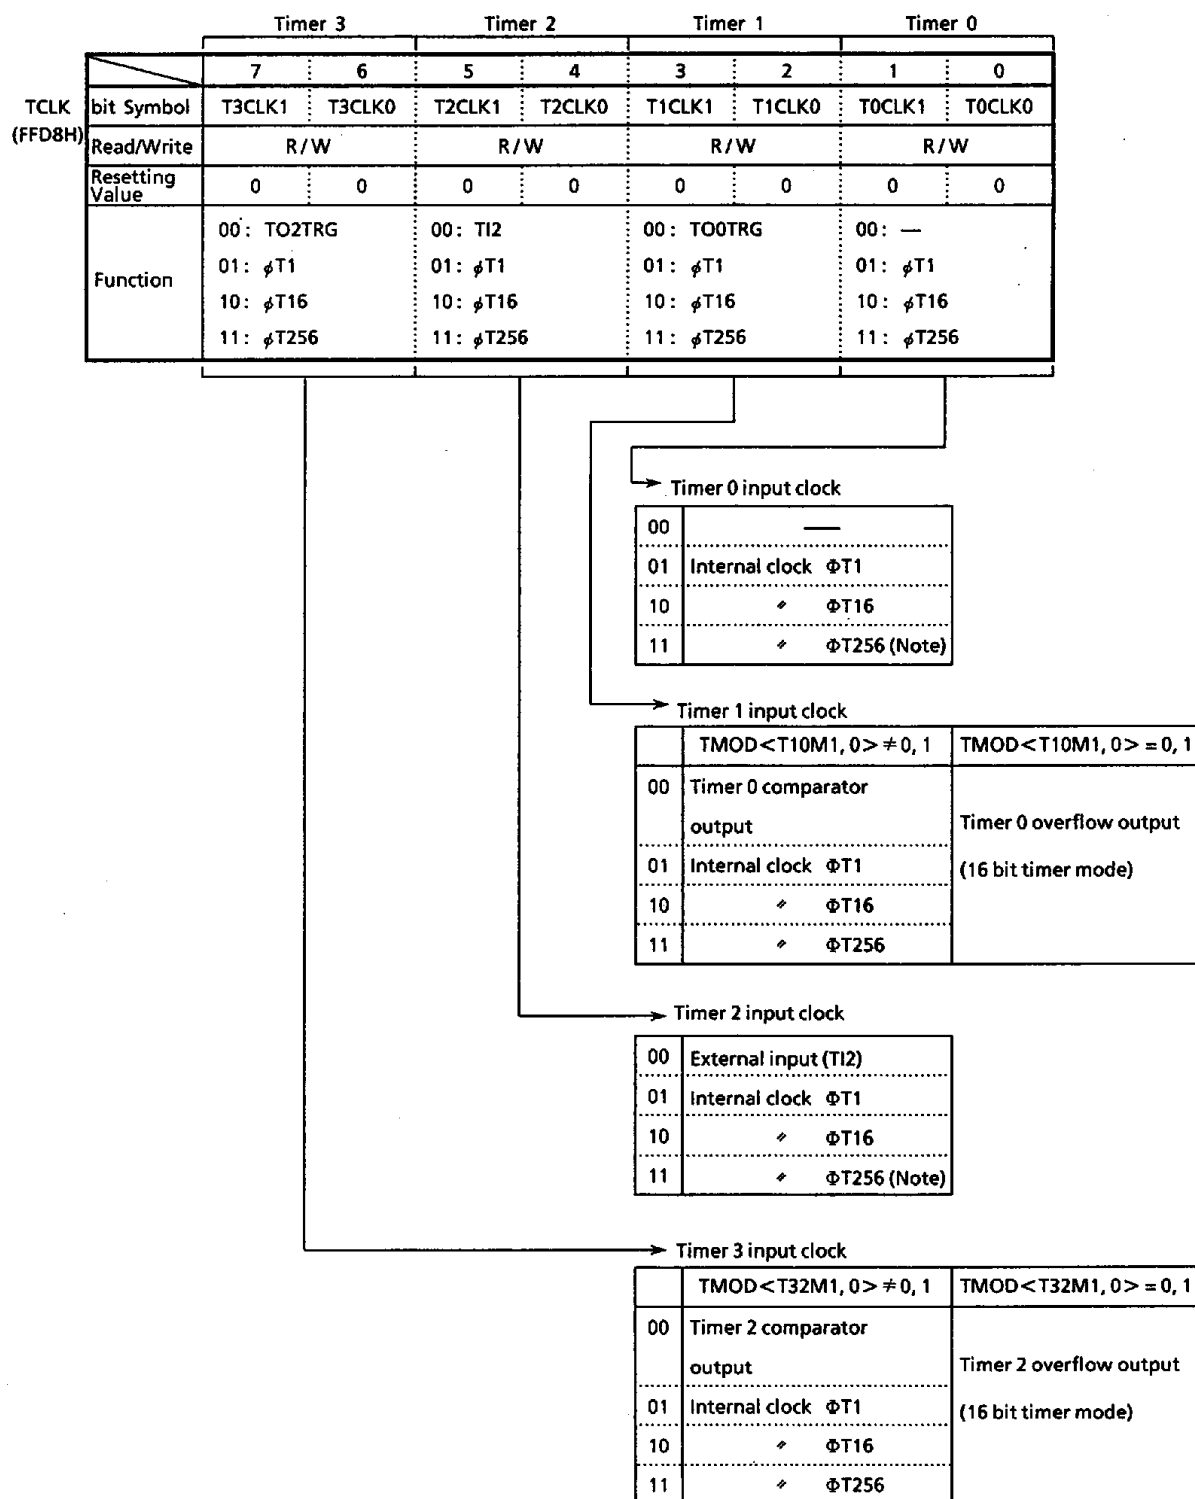 Timer 3 Timer 2 Timer 1 Timer 0
7 6 5 4 3 2 1 0
TCLK (FFD8H)
bit Symbol T3CLK1 T3CLK0 T2CLK1 T2CLK0 T1CLK1 T1CLK0 T0CLK1 T0CLK0
Read/Write R/W R/W R/W R/W
Resetting Value 0 0 0 0 0 0 0 0
Function
00: TO2TRG 00: TI2 00: TO0TRG 00: —
01: φT1 01: φT1 01: φT1 01: φT1
10: φT16 10: φT16 10: φT16 10: φT16
11: φT256 11: φT256 11: φT256 11: φT256
Timer 0 input clock
00 —
01 Internal clock ΦT1
10 〃 ΦT16
11 〃 ΦT256 (Note)
Timer 1 input clock
TMOD<T10M1, 0> ≠ 0, 1 TMOD<T10M1, 0> = 0, 1
00 Timer 0 comparator
output
01 Internal clock ΦT1
10 〃 ΦT16
11 〃 ΦT256
Timer 0 overflow output
(16 bit timer mode)
Timer 2 input clock
00 External input (TI2)
01 Internal clock ΦT1
10 〃 ΦT16
11 〃 ΦT256 (Note)
Timer 3 input clock
TMOD<T32M1, 0> ≠ 0, 1 TMOD<T32M1, 0> = 0, 1
00 Timer 2 comparator
output
01 Internal clock ΦT1
10 〃 ΦT16
11 〃 ΦT256
Timer 2 overflow output
(16 bit timer mode)